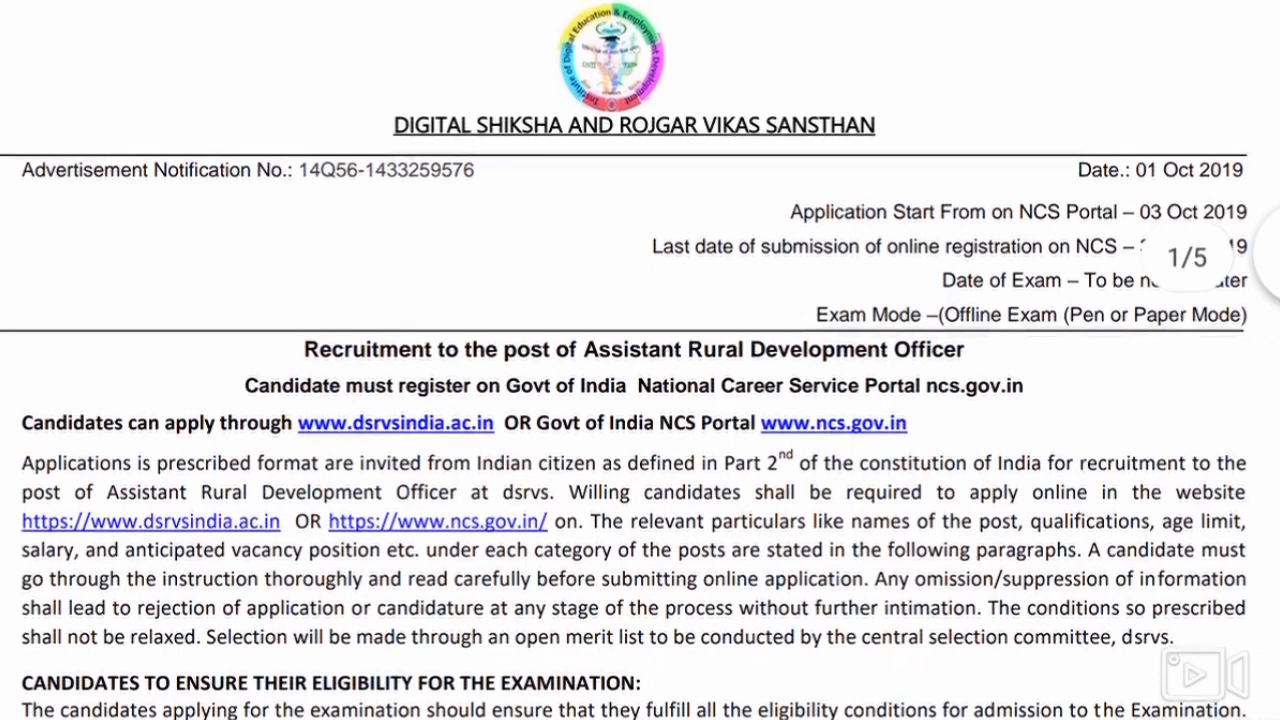 Institute of Digital Education & Employment Development
DIGITAL SHIKSHA AND ROJGAR VIKAS SANSTHAN
Advertisement Notification No.: 14Q56-1433259576 Date.: 01 Oct 2019
Application Start From on NCS Portal – 03 Oct 2019
Last date of submission of online registration on NCS –
1/5
Date of Exam – To be
Exam Mode –(Offline Exam (Pen or Paper Mode)
Recruitment to the post of Assistant Rural Development Officer
Candidate must register on Govt of India National Career Service Portal ncs.gov.in
Candidates can apply through www.dsrvsindia.ac.in OR Govt of India NCS Portal www.ncs.gov.in
Applications is prescribed format are invited from Indian citizen as defined in Part 2nd of the constitution of India for recruitment to the
post of Assistant Rural Development Officer at dsrvs. Willing candidates shall be required to apply online in the website
https://www.dsrvsindia.ac.in OR https://www.ncs.gov.in/ on. The relevant particulars like names of the post, qualifications, age limit,
salary, and anticipated vacancy position etc. under each category of the posts are stated in the following paragraphs. A candidate must
go through the instruction thoroughly and read carefully before submitting online application. Any omission/suppression of information
shall lead to rejection of application or candidature at any stage of the process without further intimation. The conditions so prescribed
shall not be relaxed. Selection will be made through an open merit list to be conducted by the central selection committee, dsrvs.
CANDIDATES TO ENSURE THEIR ELIGIBILITY FOR THE EXAMINATION:
The candidates applying for the examination should ensure that they fulfill all the eligibility conditions for admission to the Examination.